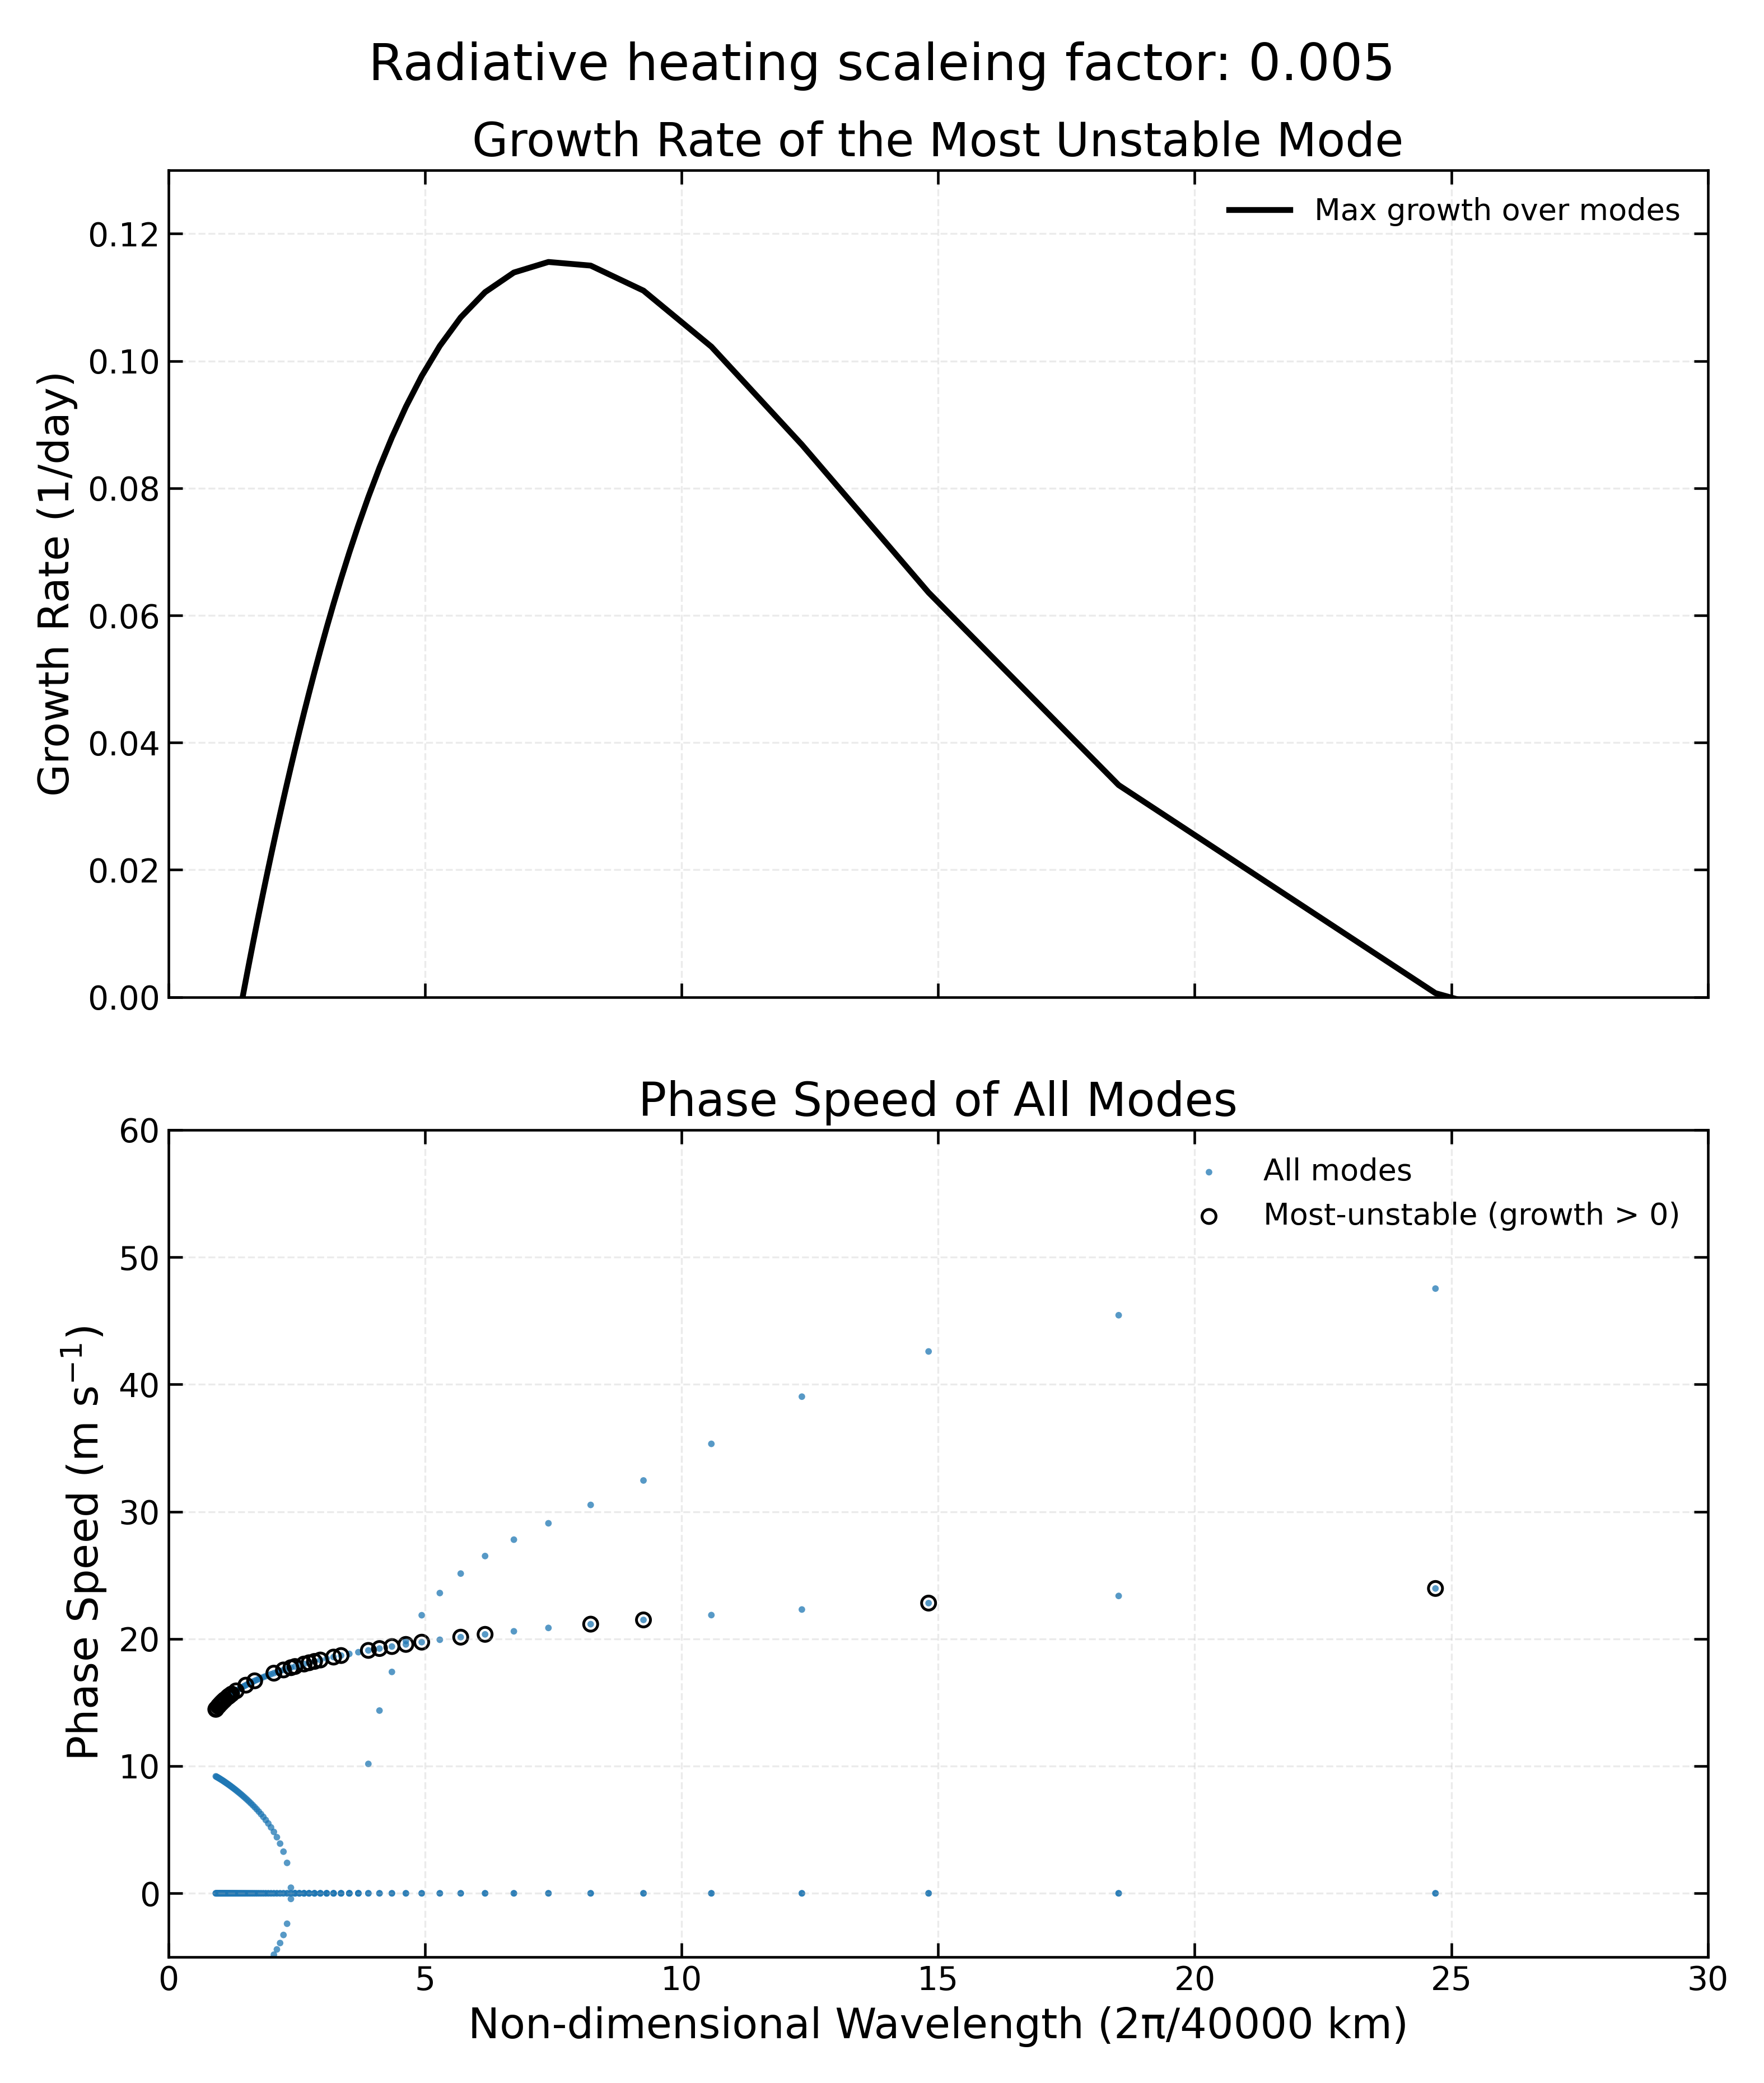 Radiative heating scaleing factor: 0.005
Growth Rate of the Most Unstable Mode
Max growth over modes
0.12
0.10
0.08
0.06
0.04
0.02
0.00
Growth Rate (1/day)
Phase Speed of All Modes
All modes
Most-unstable (growth > 0)
60
50
40
30
20
10
0
Phase Speed (m s⁻¹)
0 5 10 15 20 25 30
Non-dimensional Wavelength (2π/40000 km)